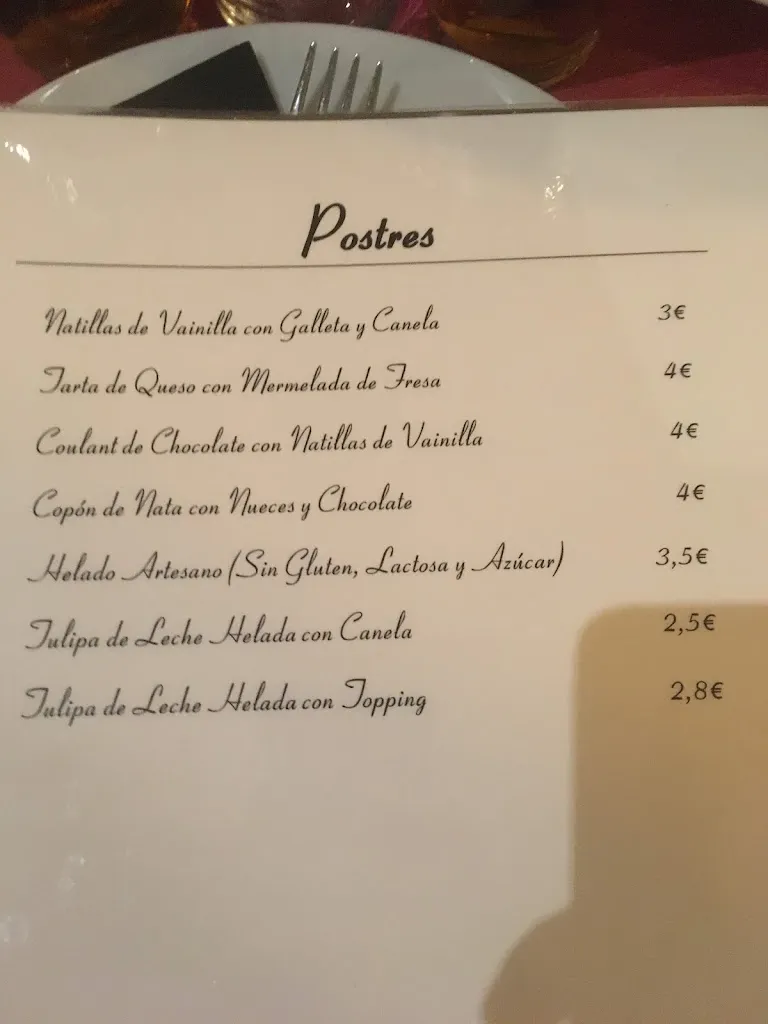 Postres
Natillas de Vainilla con Galleta y Canela 3€
Tarta de Queso con Mermelada de Fresa 4€
Coulant de Chocolate con Natillas de Vainilla 4€
Copón de Nata con Nueces y Chocolate 4€
Helado Artesano (Sin Gluten, Lactosa y Azúcar) 3,5€
Tulipa de Leche Helada con Canela 2,5€
Tulipa de Leche Helada con Topping 2,8€